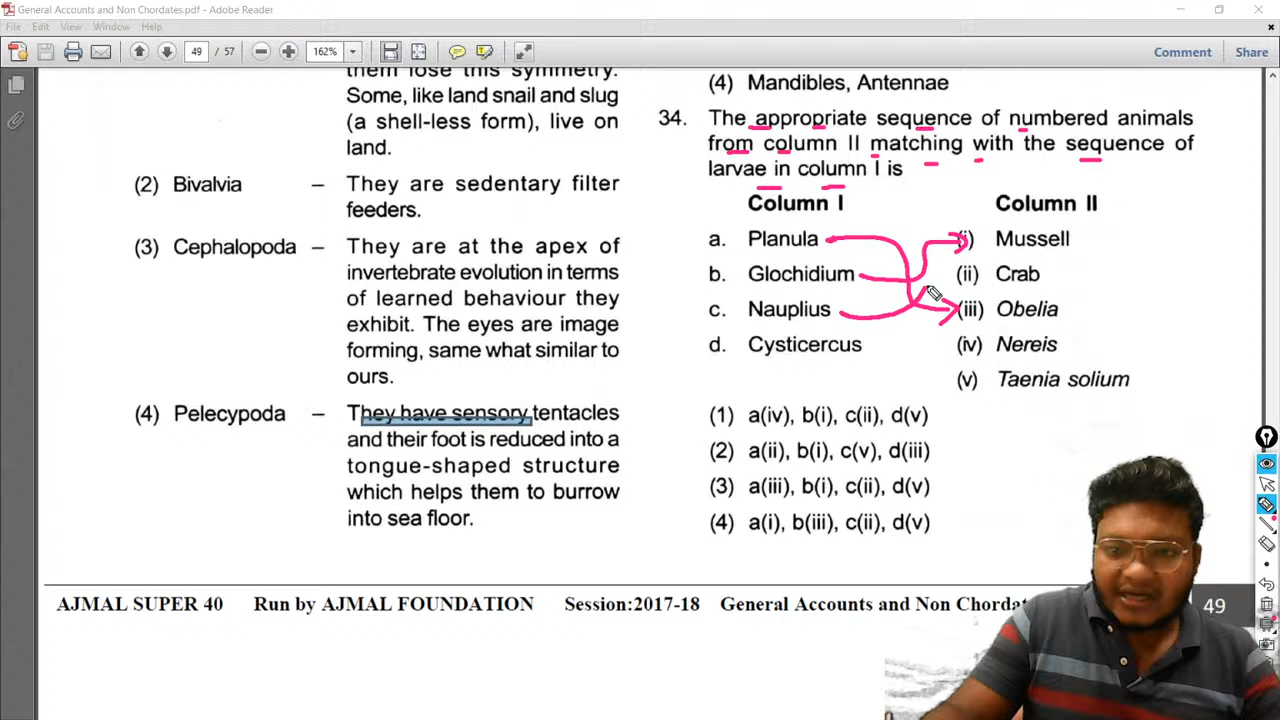 General Accounts and Non Chordates.pdf - Adobe Reader
File Edit View Window Help
49 / 57 162% Comment Share
them lose this symmetry.
Some, like land snail and slug
(a shell-less form), live on
land.
(2) Bivalvia – They are sedentary filter
feeders.
(3) Cephalopoda – They are at the apex of
invertebrate evolution in terms
of learned behaviour they
exhibit. The eyes are image
forming, same what similar to
ours.
(4) Pelecypoda – They have sensory tentacles
and their foot is reduced into a
tongue-shaped structure
which helps them to burrow
into sea floor.
(4) Mandibles, Antennae
34. The appropriate sequence of numbered animals
from column II matching with the sequence of
larvae in column I is
Column I Column II
a. Planula (i) Mussell
b. Glochidium (ii) Crab
c. Nauplius (iii) Obelia
d. Cysticercus (iv) Nereis
(v) Taenia solium
(1) a(iv), b(i), c(ii), d(v)
(2) a(ii), b(i), c(v), d(iii)
(3) a(iii), b(i), c(ii), d(v)
(4) a(i), b(iii), c(ii), d(v)
AJMAL SUPER 40 Run by AJMAL FOUNDATION Session:2017-18 General Accounts and Non
49